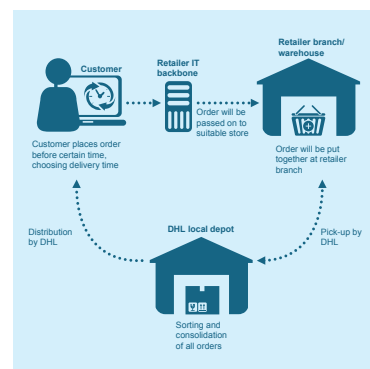 Customer
Retailer IT
backbone
Retailer branch/
warehouse
Order will be
passed on to
suitable store
Customer places order
before certain time,
choosing delivery time
Order will be put
together at retailer
branch
Distribution
by DHL
DHL local depot
Pick-up by
DHL
Sorting and
consolidation
of all orders